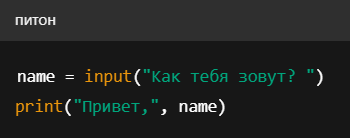 питон
name = input("Как тебя зовут? ")
print("Привет,", name)